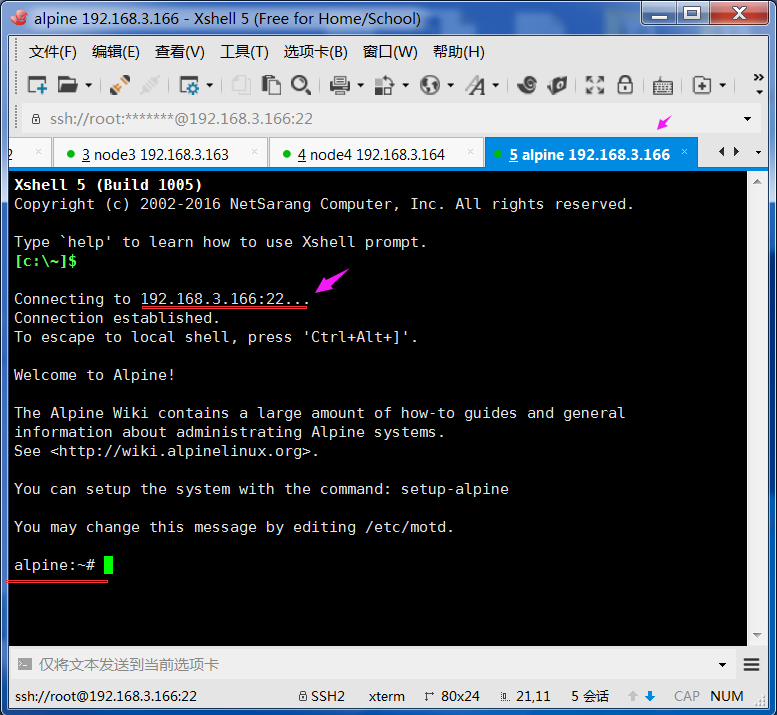 alpine 192.168.3.166 - Xshell 5 (Free for Home/School)
文件(F) 编辑(E) 查看(V) 工具(T) 选项卡(B) 窗口(W) 帮助(H)
ssh://root:*******@192.168.3.166:22
2 3 node3 192.168.3.163 4 node4 192.168.3.164 5 alpine 192.168.3.166
Xshell 5 (Build 1005)
Copyright (c) 2002-2016 NetSarang Computer, Inc. All rights reserved.
Type `help' to learn how to use Xshell prompt.
[c:\~]$
Connecting to 192.168.3.166:22...
Connection established.
To escape to local shell, press 'Ctrl+Alt+]'.
Welcome to Alpine!
The Alpine Wiki contains a large amount of how-to guides and general
information about administrating Alpine systems.
See <http://wiki.alpinelinux.org>.
You can setup the system with the command: setup-alpine
You may change this message by editing /etc/motd.
alpine:~#
仅将文本发送到当前选项卡
ssh://root@192.168.3.166:22 SSH2 xterm 80x24 21,11 5 会话 CAP NUM